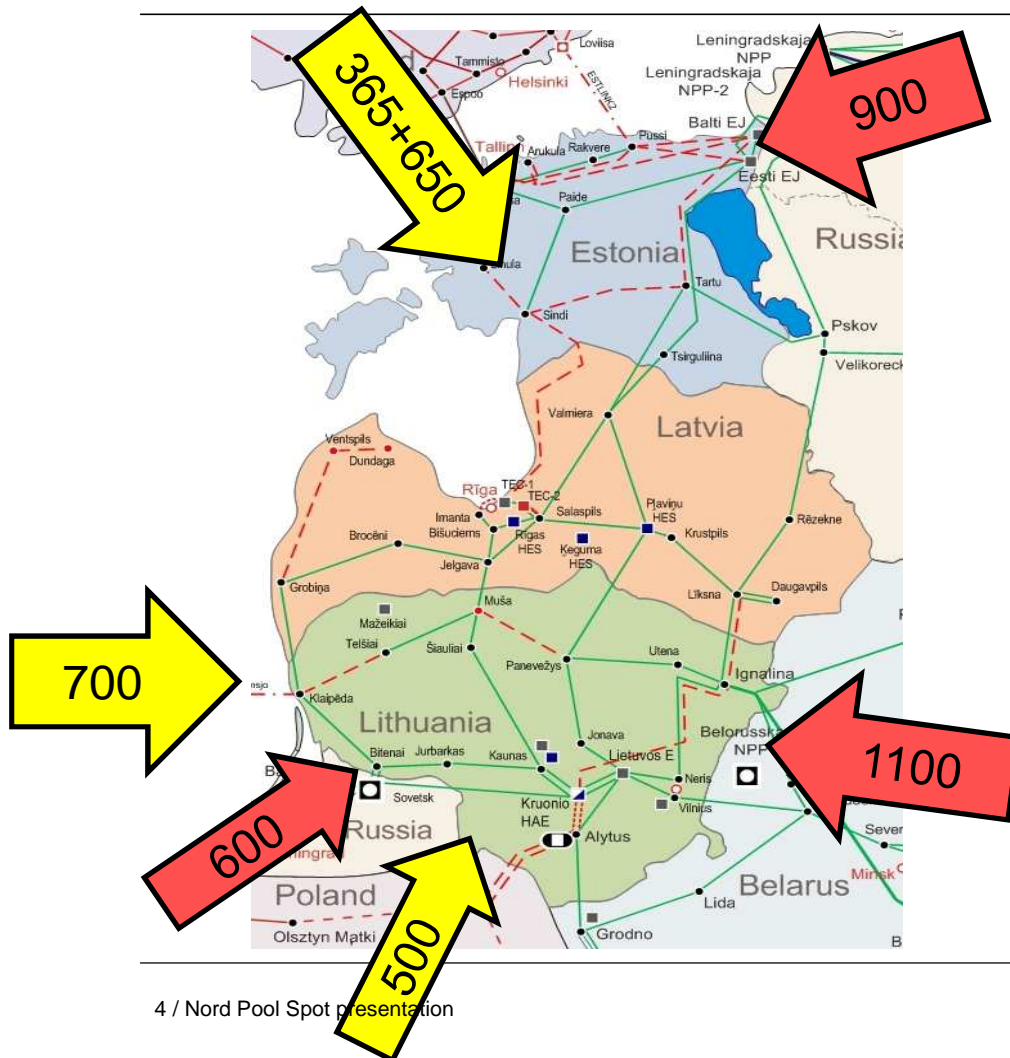 Loviisa
Leningradskaja
NPP
Tammisto
Helsinki
Leningradskaja
NPP-2
Espoo
ESTLINK2
365+650
900
Balti EJ
Tallinn
Püssi
Rakvere
Arukula
Eesti EJ
Paide
Russia
Estonia
Tartu
Sindi
Pskov
Tsirguliina
Velikoreck
Valmiera
Latvia
Ventspils
Dundaga
Rīga
TEC-1
TEC-2
Imanta
Salaspils
Pļaviņu
HES
Bišuciems
Rīgas
HES
Krustpils
Rēzekne
Brocēni
Ķeguma
HES
Jelgava
Grobiņa
Līksna
Daugavpils
Muša
Mažeikiai
Telšiai
Šiauliai
Utena
Panevežys
Ignalina
700
Klaipėda
Lithuania
Belorusska
NPP
Jonava
1100
Bitenai
Jurbarkas
Kaunas
Lietuvos E
Neris
Sovetsk
Kruonio
HAE
Vilnius
Russia
600
Alytus
Minsk
Poland
Belarus
Lida
500
Olsztyn Mątki
Grodno
4 / Nord Pool Spot presentation